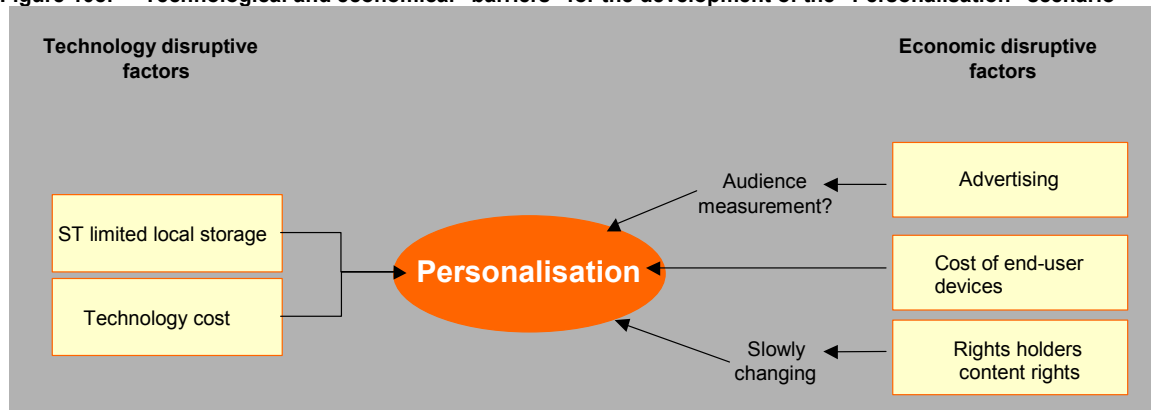 Technology disruptive
factors
Economic disruptive
factors
ST limited local storage
Technology cost
Personalisation
Audience
measurement?
Advertising
Cost of end-user
devices
Slowly
changing
Rights holders
content rights